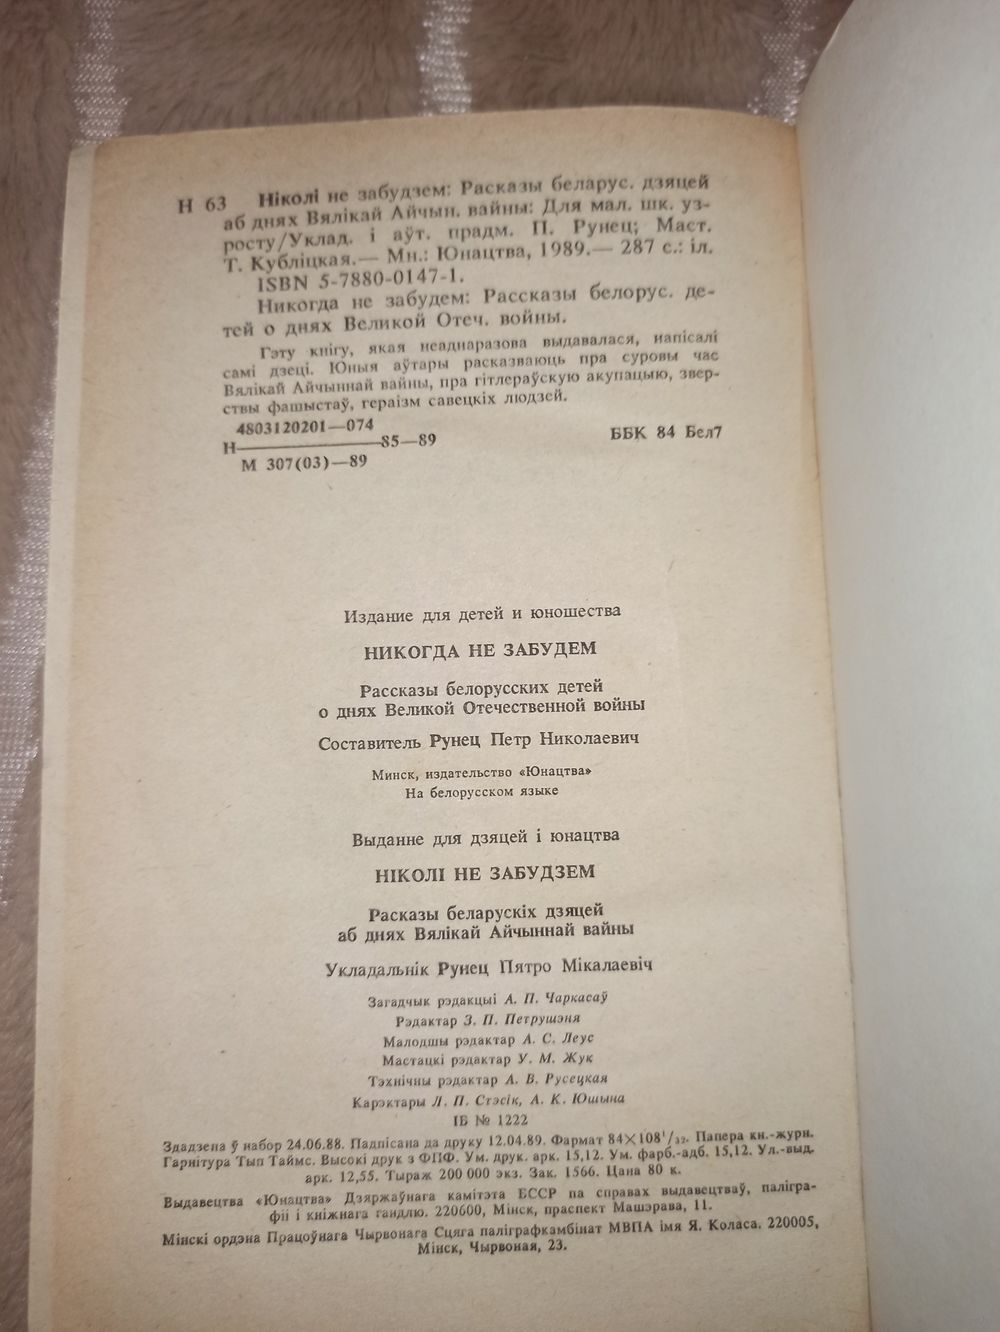 Н 63 Ніколі не забудзем: Расказы беларус. дзяцей
аб днях Вялікай Айчын. вайны: Для мал. шк. уз-
росту/Уклад. і аўт. прадм. П. Рунец; Маст.
Т. Кубліцкая.— Мн.: Юнацтва, 1989.— 287 с.: іл.
ISBN 5-7880-0147-1.
Никогда не забудем: Рассказы белорус. де-
тей о днях Великой Отеч. войны.
Гэту кнігу, якая неаднаразова выдавалася, напісалі
самі дзеці. Юныя аўтары расказваюць пра суровы час
Вялікай Айчыннай вайны, пра гітлераўскую акупацыю, звер-
ствы фашыстаў, гераізм савецкіх людзей.
4803120201—074
Н————85—89
М 307(03)—89
ББК 84 Бел7
Издание для детей и юношества
НИКОГДА НЕ ЗАБУДЕМ
Рассказы белорусских детей
о днях Великой Отечественной войны
Составитель Рунец Петр Николаевич
Минск, издательство «Юнацтва»
На белорусском языке
Выданне для дзяцей і юнацтва
НІКОЛІ НЕ ЗАБУДЗЕМ
Расказы беларускіх дзяцей
аб днях Вялікай Айчыннай вайны
Укладальнік Рунец Пятро Мікалаевіч
Загадчык рэдакцыі А. П. Чаркасаў
Рэдактар З. П. Петрушэня
Малодшы рэдактар А. С. Леус
Мастацкі рэдактар У. М. Жук
Тэхнічны рэдактар А. В. Русецкая
Карэктары Л. П. Стэсік, А. К. Юшына
ІБ № 1222
Здадзена ў набор 24.06.88. Падпісана да друку 12.04.89. Фармат 84×108¹/₃₂. Папера кн.-журн.
Гарнітура Тып Таймс. Высокі друк з ФПФ. Ум. друк. арк. 15,12. Ум. фарб.-адб. 15,12. Ул.-выд.
арк. 12,55. Тыраж 200 000 экз. Зак. 1566. Цана 80 к.
Выдавецтва «Юнацтва» Дзяржаўнага камітэта БССР па справах выдавецтваў, палігра-
фіі і кніжнага гандлю. 220600, Мінск, праспект Машэрава, 11.
Мінскі ордэна Працоўнага Чырвонага Сцяга паліграфкамбінат МВПА імя Я. Коласа. 220005,
Мінск, Чырвоная, 23.